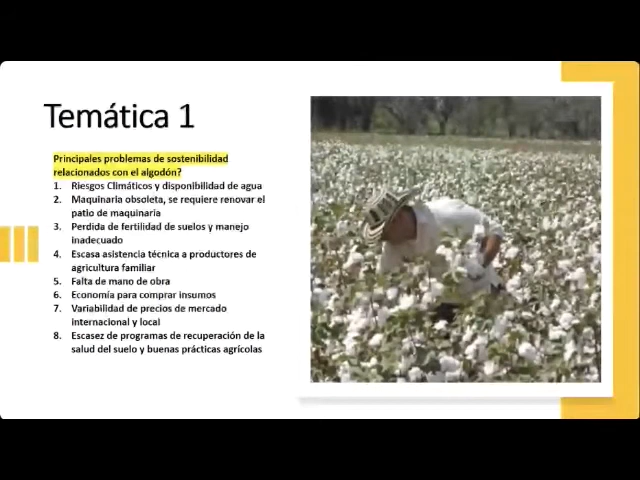 Temática 1
Principales problemas de sostenibilidad
relacionados con el algodón?
1. Riesgos Climáticos y disponibilidad de agua
2. Maquinaria obsoleta, se requiere renovar el
patio de maquinaria
3. Perdida de fertilidad de suelos y manejo
inadecuado
4. Escasa asistencia técnica a productores de
agricultura familiar
5. Falta de mano de obra
6. Economía para comprar insumos
7. Variabilidad de precios de mercado
internacional y local
8. Escasez de programas de recuperación de la
salud del suelo y buenas prácticas agrícolas